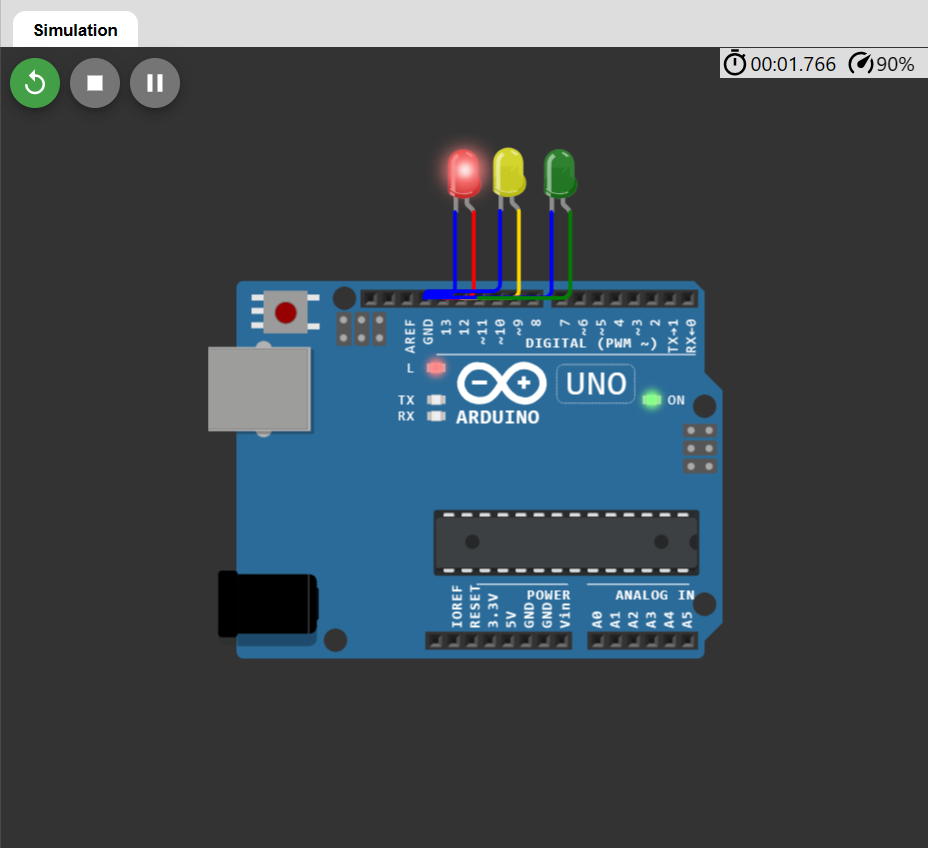 Simulation
00:01.766 90%
AREF GND 13 12 ~11 ~10 ~9 8 7 ~6 ~5 4 ~3 2 TX→1 RX←0
DIGITAL (PWM ~)
L
TX
RX
UNO
ON
ARDUINO
POWER
ANALOG IN
IOREF RESET 3.3V 5V GND GND Vin A0 A1 A2 A3 A4 A5